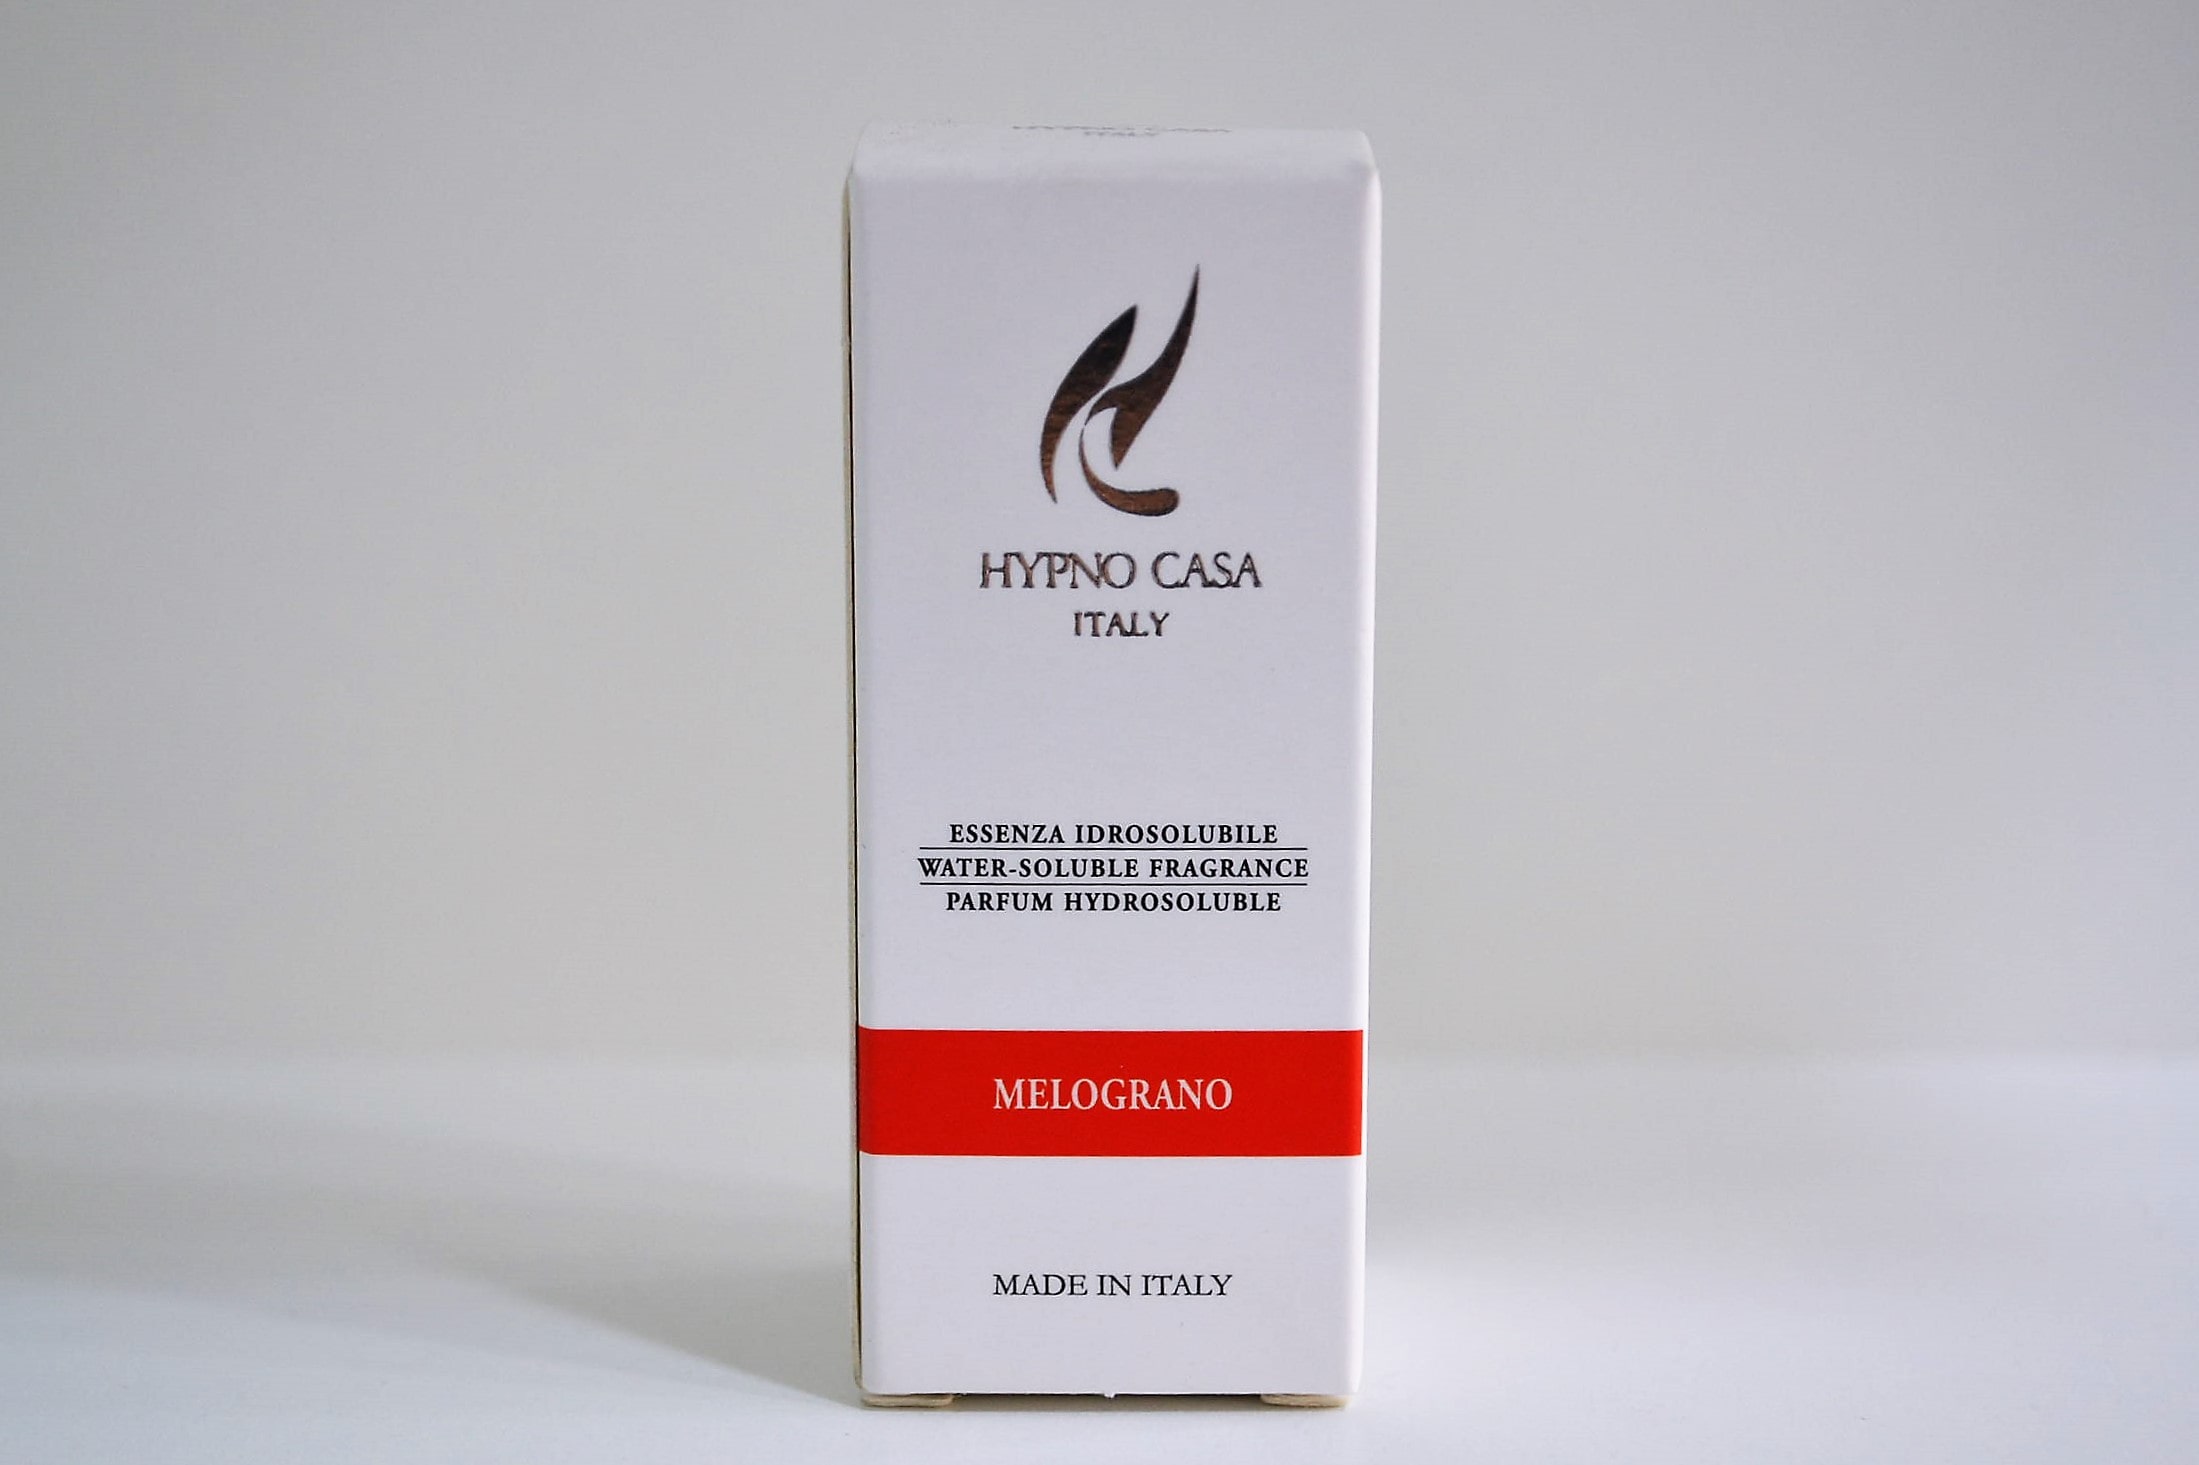 HYPNO CASA
ITALY
ESSENZA IDROSOLUBILE
WATER-SOLUBLE FRAGRANCE
PARFUM HYDROSOLUBLE
MELOGRANO
MADE IN ITALY